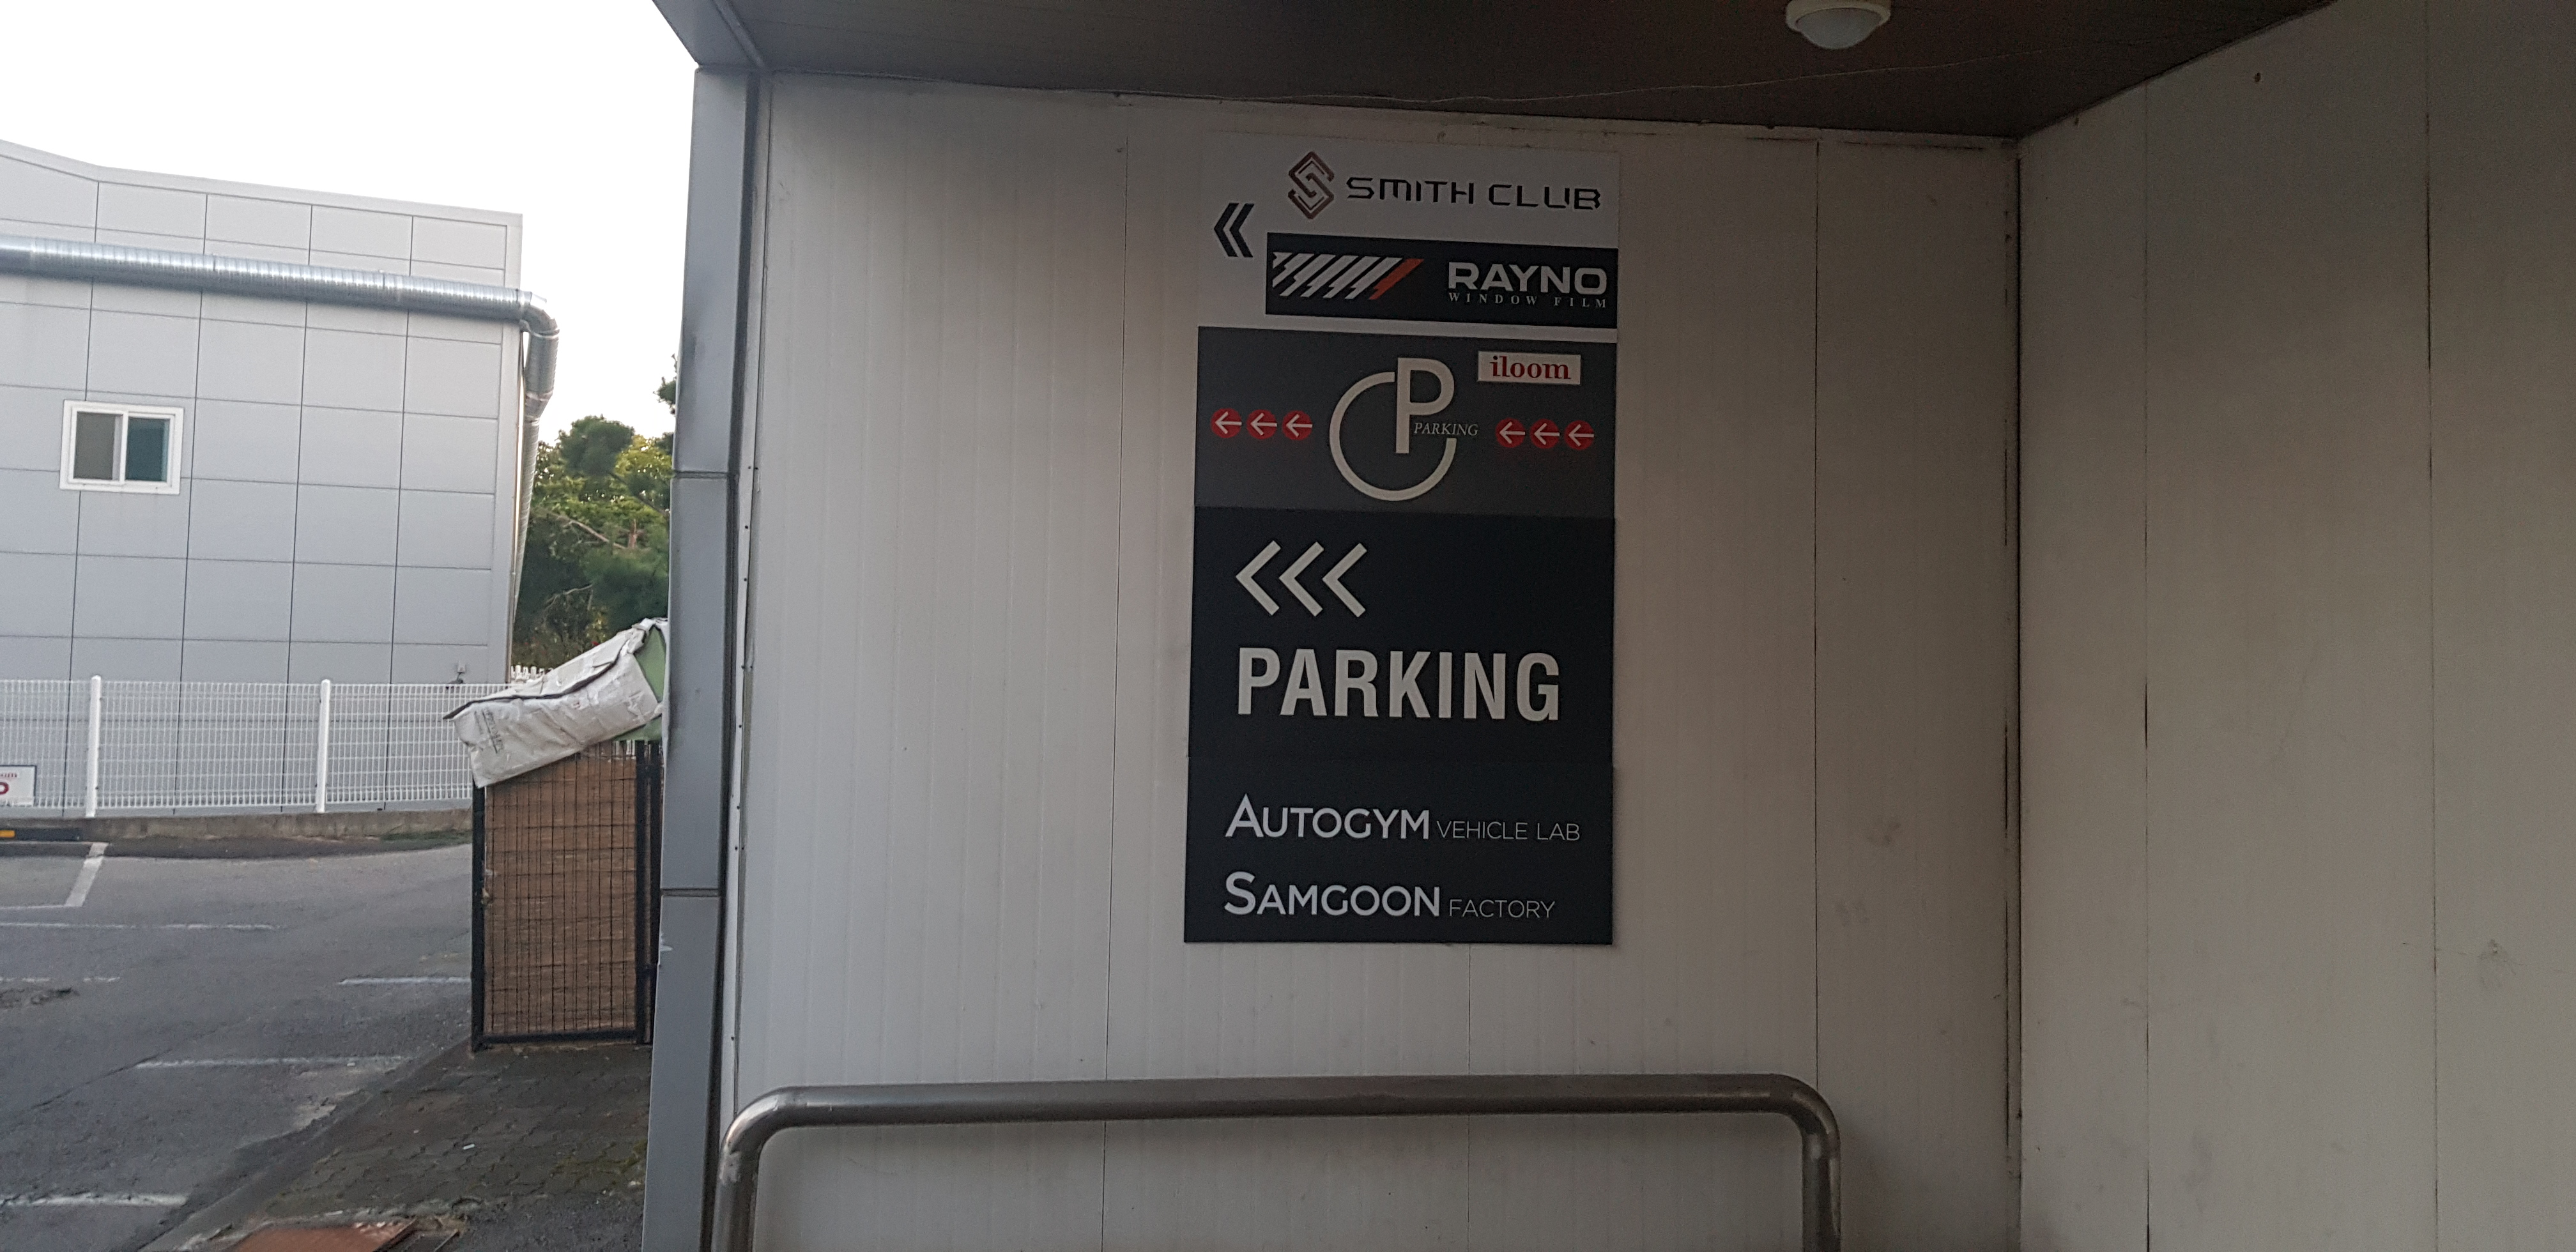 SMITH CLUB
RAYNO
WINDOW FILM
iloom
P
PARKING
PARKING
AUTOGYM VEHICLE LAB
SAMGOON FACTORY